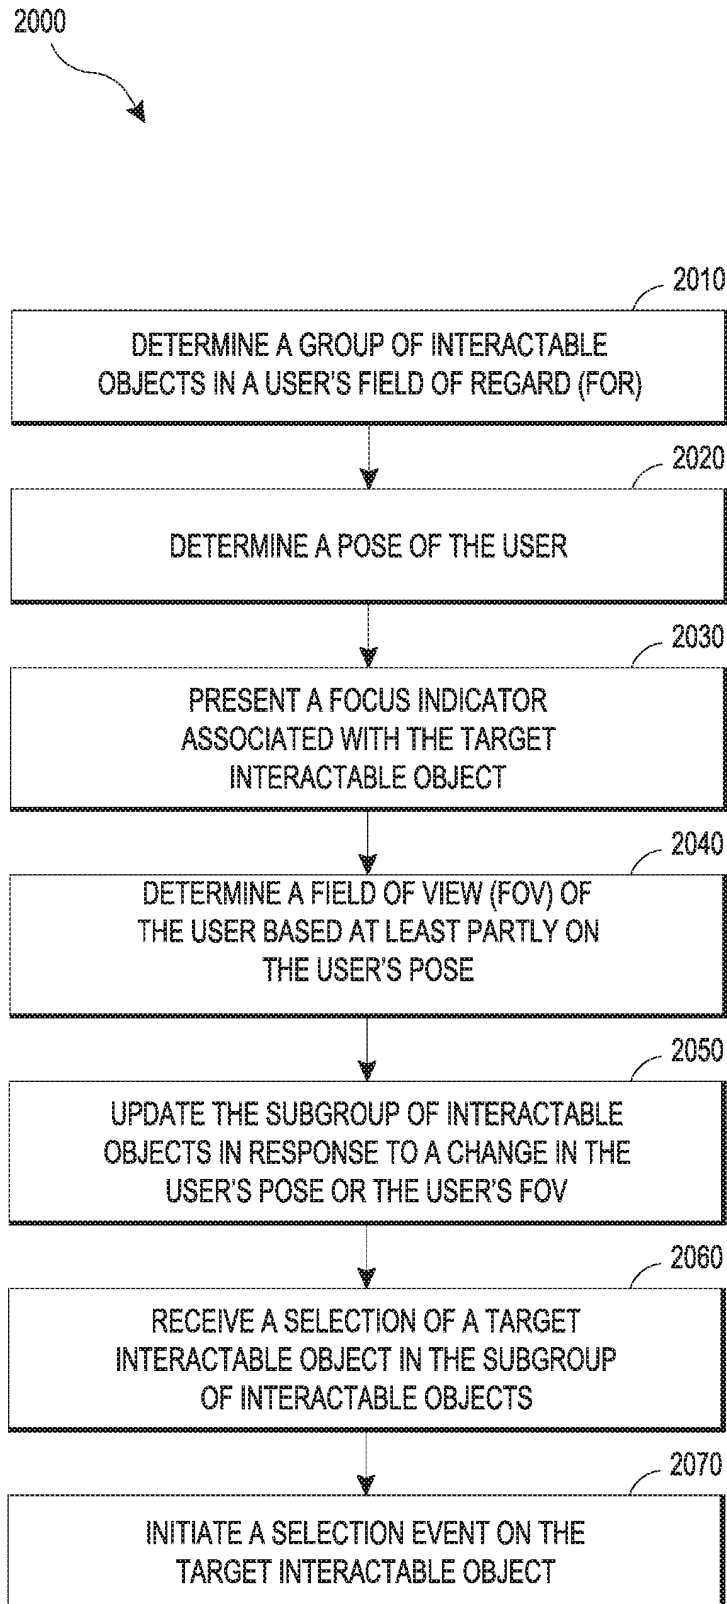 2000
2010
DETERMINE A GROUP OF INTERACTABLE
OBJECTS IN A USER'S FIELD OF REGARD (FOR)
2020
DETERMINE A POSE OF THE USER
2030
PRESENT A FOCUS INDICATOR
ASSOCIATED WITH THE TARGET
INTERACTABLE OBJECT
2040
DETERMINE A FIELD OF VIEW (FOV) OF
THE USER BASED AT LEAST PARTLY ON
THE USER'S POSE
2050
UPDATE THE SUBGROUP OF INTERACTABLE
OBJECTS IN RESPONSE TO A CHANGE IN THE
USER'S POSE OR THE USER'S FOV
2060
RECEIVE A SELECTION OF A TARGET
INTERACTABLE OBJECT IN THE SUBGROUP
OF INTERACTABLE OBJECTS
2070
INITIATE A SELECTION EVENT ON THE
TARGET INTERACTABLE OBJECT